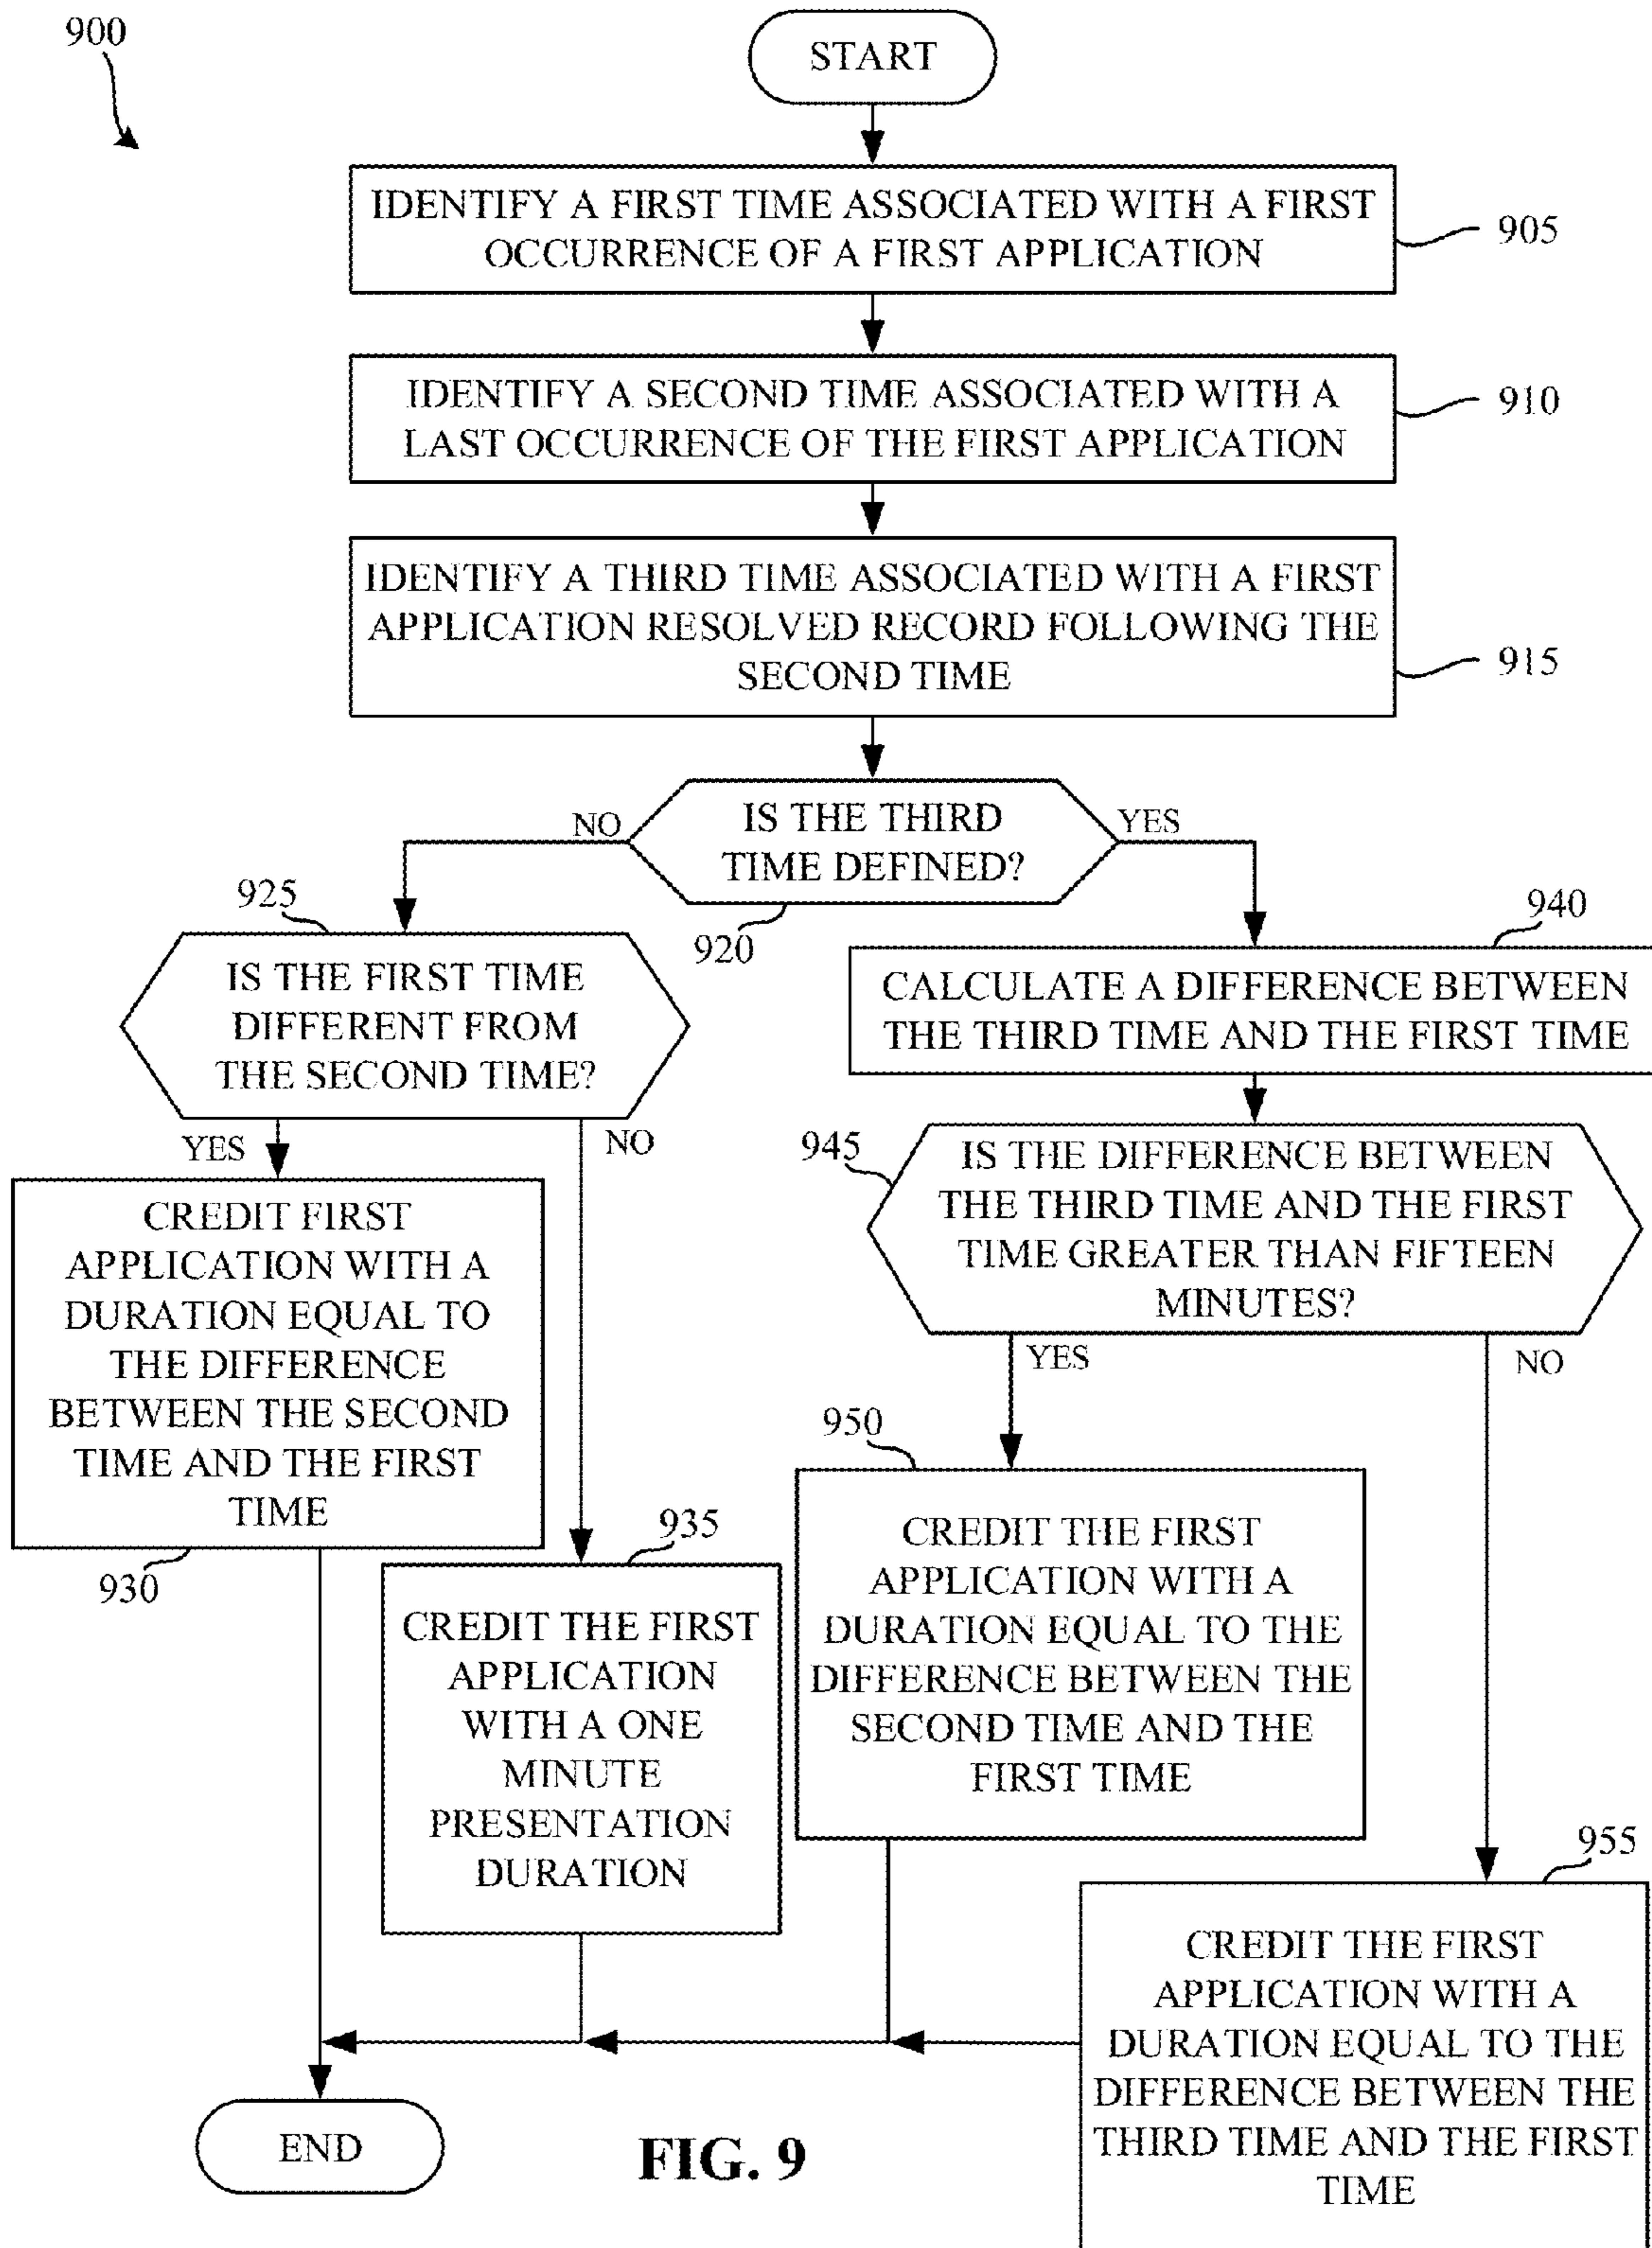 900
START
IDENTIFY A FIRST TIME ASSOCIATED WITH A FIRST
OCCURRENCE OF A FIRST APPLICATION
905
IDENTIFY A SECOND TIME ASSOCIATED WITH A
LAST OCCURRENCE OF THE FIRST APPLICATION
910
IDENTIFY A THIRD TIME ASSOCIATED WITH A FIRST
APPLICATION RESOLVED RECORD FOLLOWING THE
SECOND TIME
915
NO
IS THE THIRD
TIME DEFINED?
YES
920
925
IS THE FIRST TIME
DIFFERENT FROM
THE SECOND TIME?
YES
NO
940
CALCULATE A DIFFERENCE BETWEEN
THE THIRD TIME AND THE FIRST TIME
945
IS THE DIFFERENCE BETWEEN
THE THIRD TIME AND THE FIRST
TIME GREATER THAN FIFTEEN
MINUTES?
YES
NO
CREDIT FIRST
APPLICATION WITH A
DURATION EQUAL TO
THE DIFFERENCE
BETWEEN THE SECOND
TIME AND THE FIRST
TIME
930
935
CREDIT THE FIRST
APPLICATION
WITH A ONE
MINUTE
PRESENTATION
DURATION
950
CREDIT THE FIRST
APPLICATION WITH A
DURATION EQUAL TO THE
DIFFERENCE BETWEEN THE
SECOND TIME AND THE
FIRST TIME
955
CREDIT THE FIRST
APPLICATION WITH A
DURATION EQUAL TO THE
DIFFERENCE BETWEEN THE
THIRD TIME AND THE FIRST
TIME
END
FIG. 9